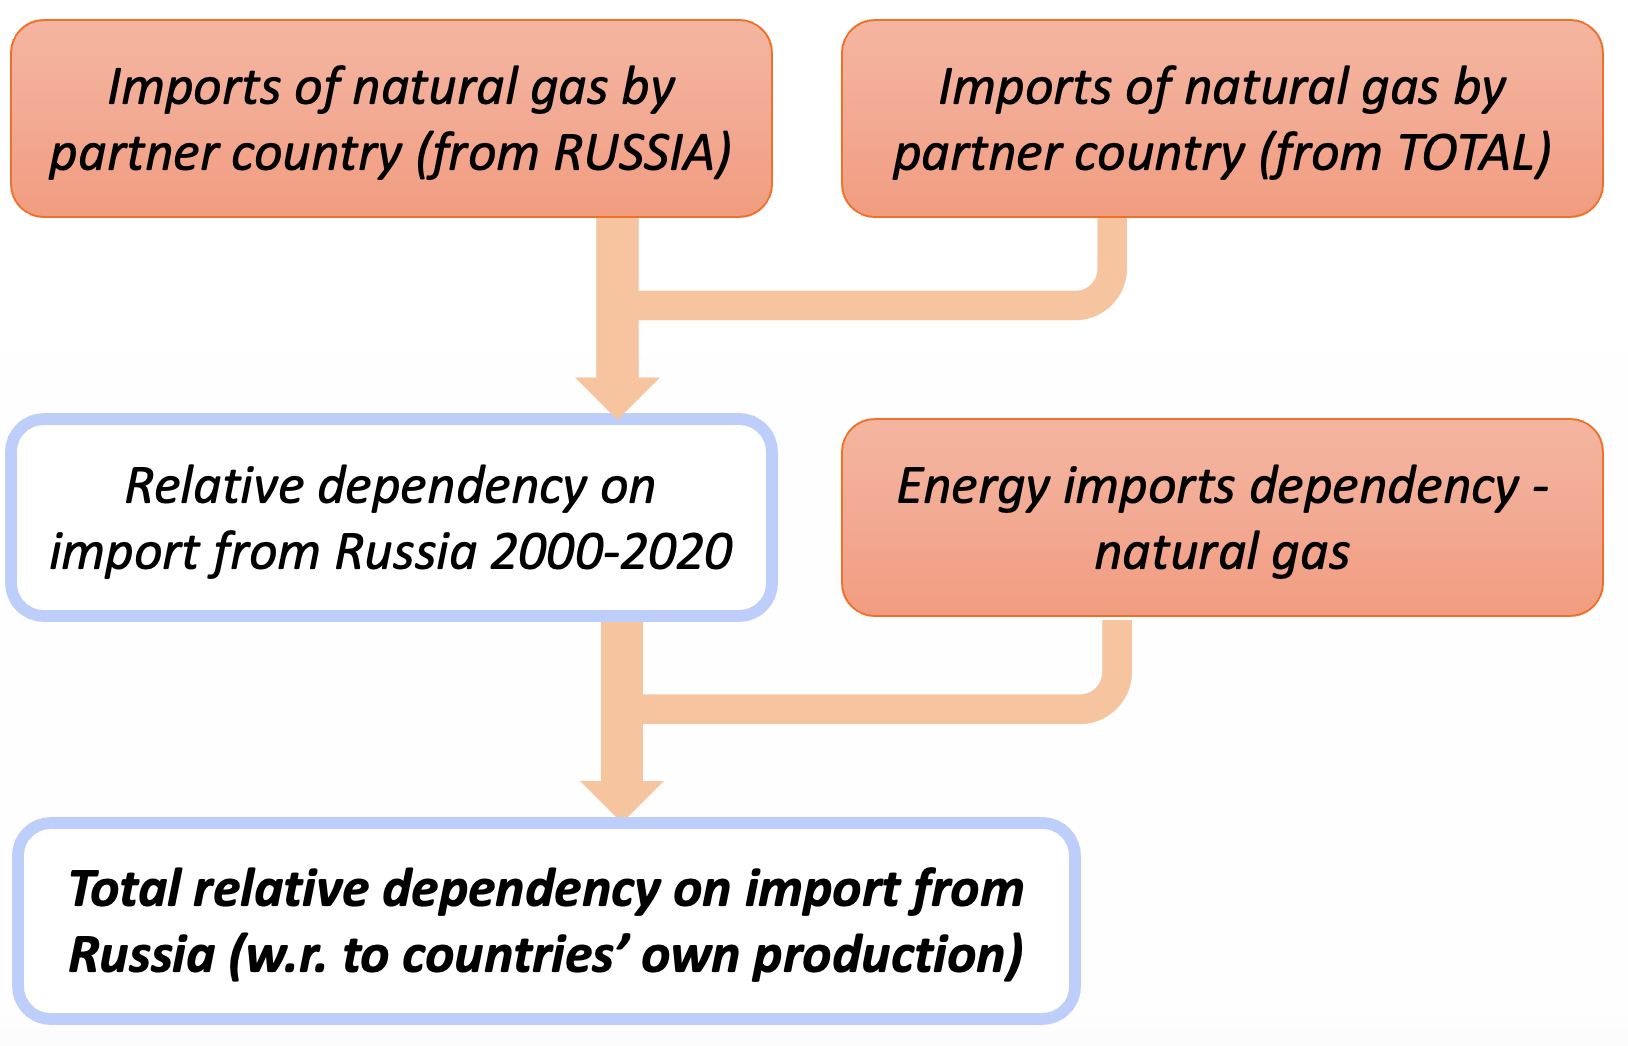 Imports of natural gas by
partner country (from RUSSIA)
Imports of natural gas by
partner country (from TOTAL)
Relative dependency on
import from Russia 2000-2020
Energy imports dependency -
natural gas
Total relative dependency on import from
Russia (w.r. to countries’ own production)